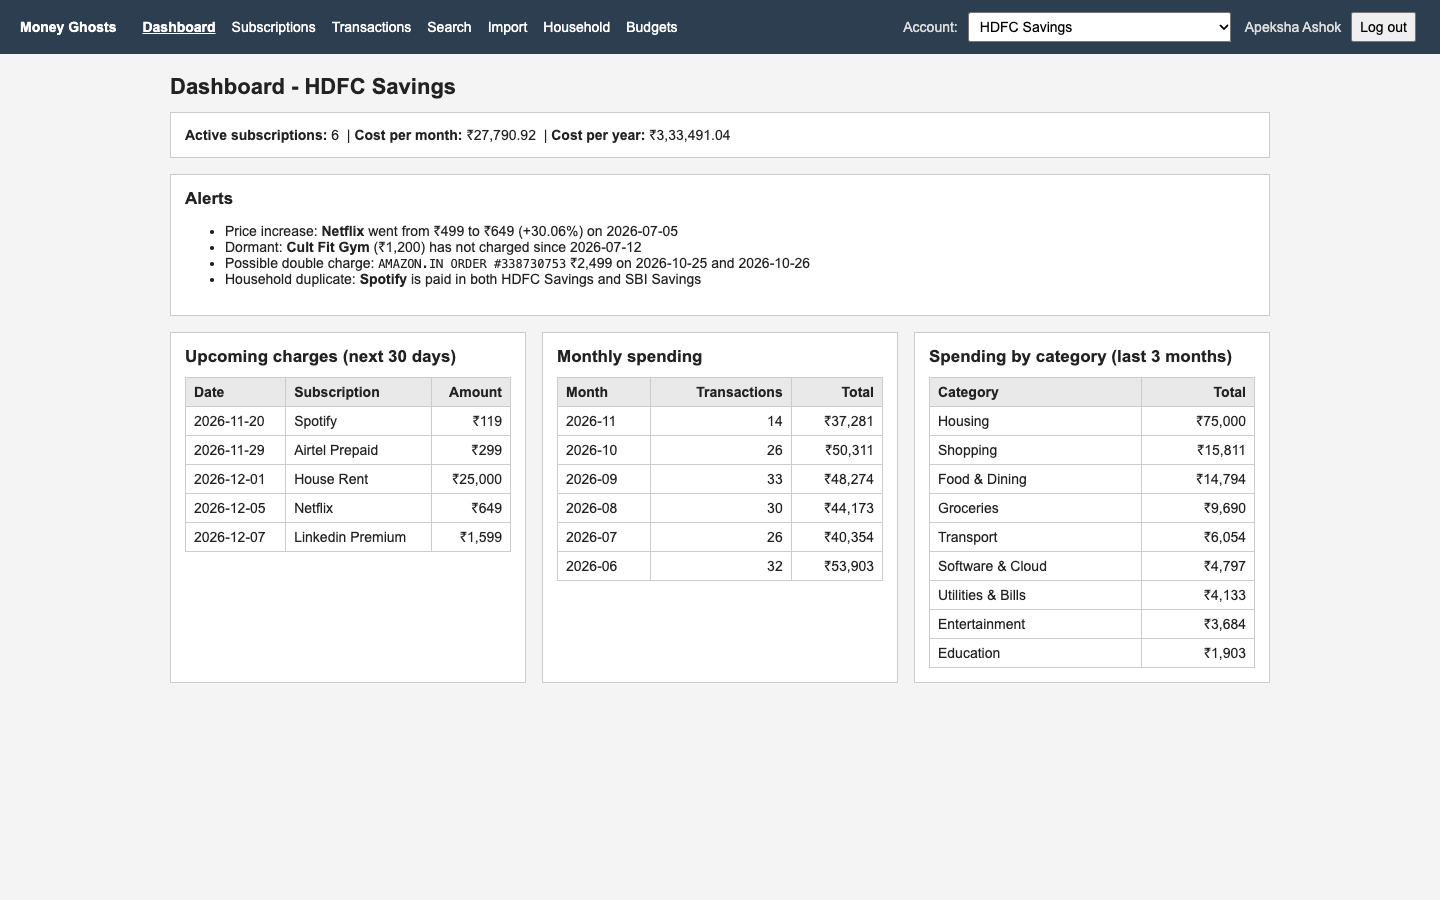 Money Ghosts Dashboard Subscriptions Transactions Search Import Household Budgets Account: HDFC Savings Apeksha Ashok Log out
Dashboard - HDFC Savings
Active subscriptions: 6 | Cost per month: ₹27,790.92 | Cost per year: ₹3,33,491.04
Alerts
• Price increase: Netflix went from ₹499 to ₹649 (+30.06%) on 2026-07-05
• Dormant: Cult Fit Gym (₹1,200) has not charged since 2026-07-12
• Possible double charge: AMAZON.IN ORDER #338730753 ₹2,499 on 2026-10-25 and 2026-10-26
• Household duplicate: Spotify is paid in both HDFC Savings and SBI Savings
Upcoming charges (next 30 days)
Date Subscription Amount
2026-11-20 Spotify ₹119
2026-11-29 Airtel Prepaid ₹299
2026-12-01 House Rent ₹25,000
2026-12-05 Netflix ₹649
2026-12-07 Linkedin Premium ₹1,599
Monthly spending
Month Transactions Total
2026-11 14 ₹37,281
2026-10 26 ₹50,311
2026-09 33 ₹48,274
2026-08 30 ₹44,173
2026-07 26 ₹40,354
2026-06 32 ₹53,903
Spending by category (last 3 months)
Category Total
Housing ₹75,000
Shopping ₹15,811
Food & Dining ₹14,794
Groceries ₹9,690
Transport ₹6,054
Software & Cloud ₹4,797
Utilities & Bills ₹4,133
Entertainment ₹3,684
Education ₹1,903